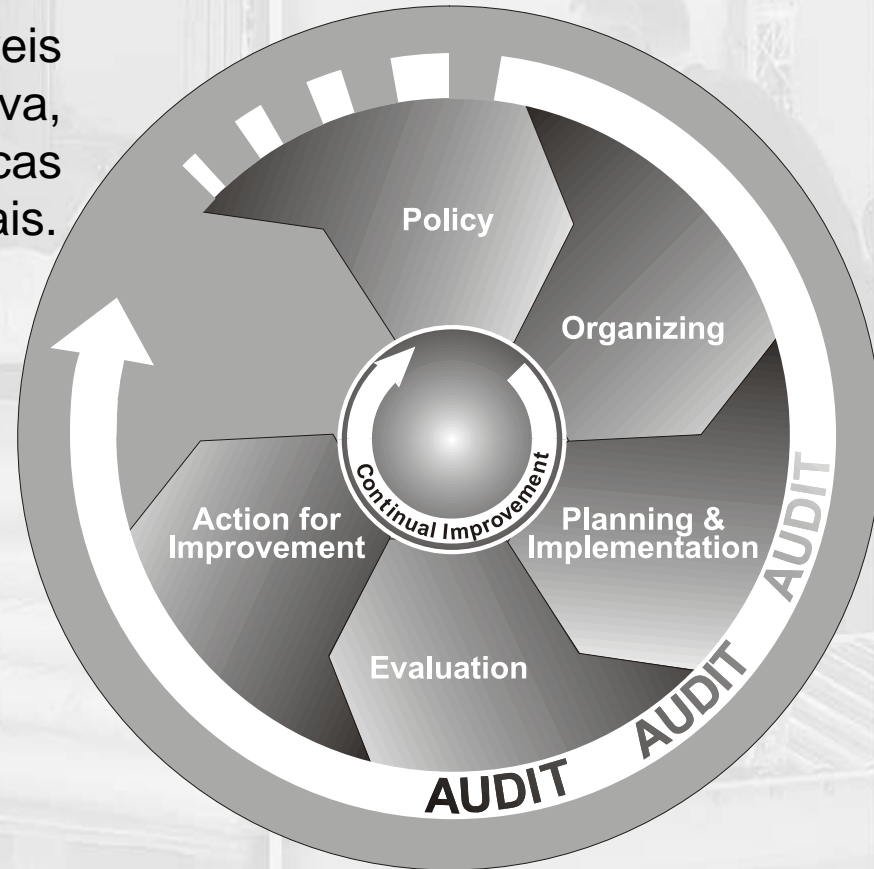 eis
va,
cas
ais.
Policy
Organizing
Planning &
Implementation
Evaluation
Action for
Improvement
Continual Improvement
AUDIT
AUDIT
AUDIT